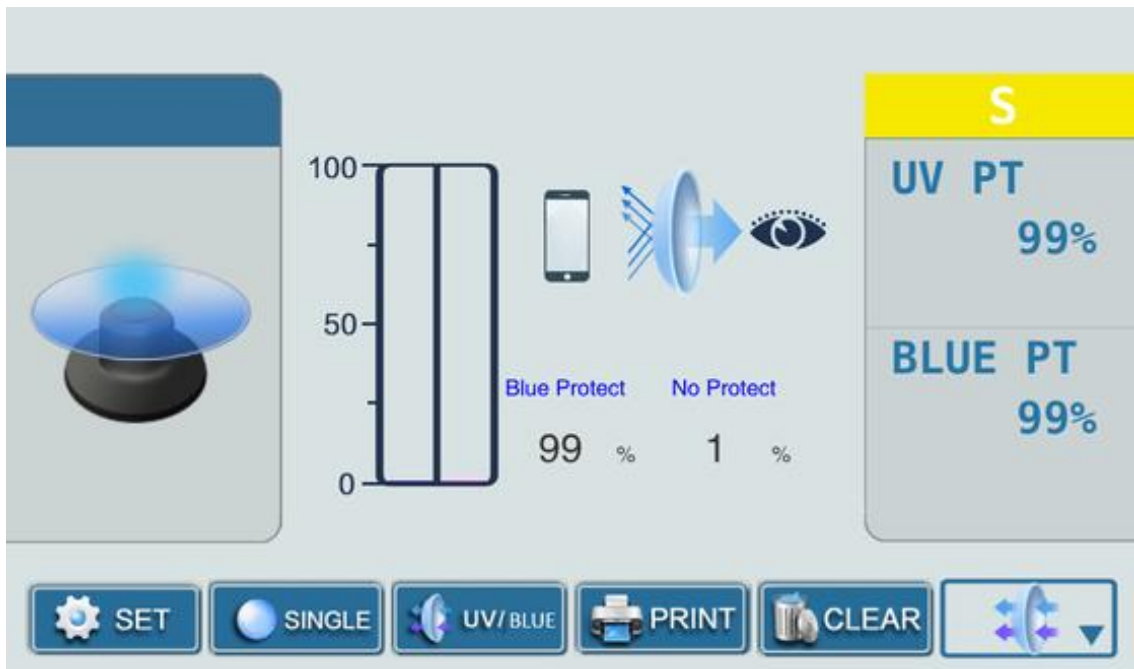 S
100
50
0
Blue Protect
No Protect
99 %
1 %
UV PT
99%
BLUE PT
99%
SET
SINGLE
UV/BLUE
PRINT
CLEAR